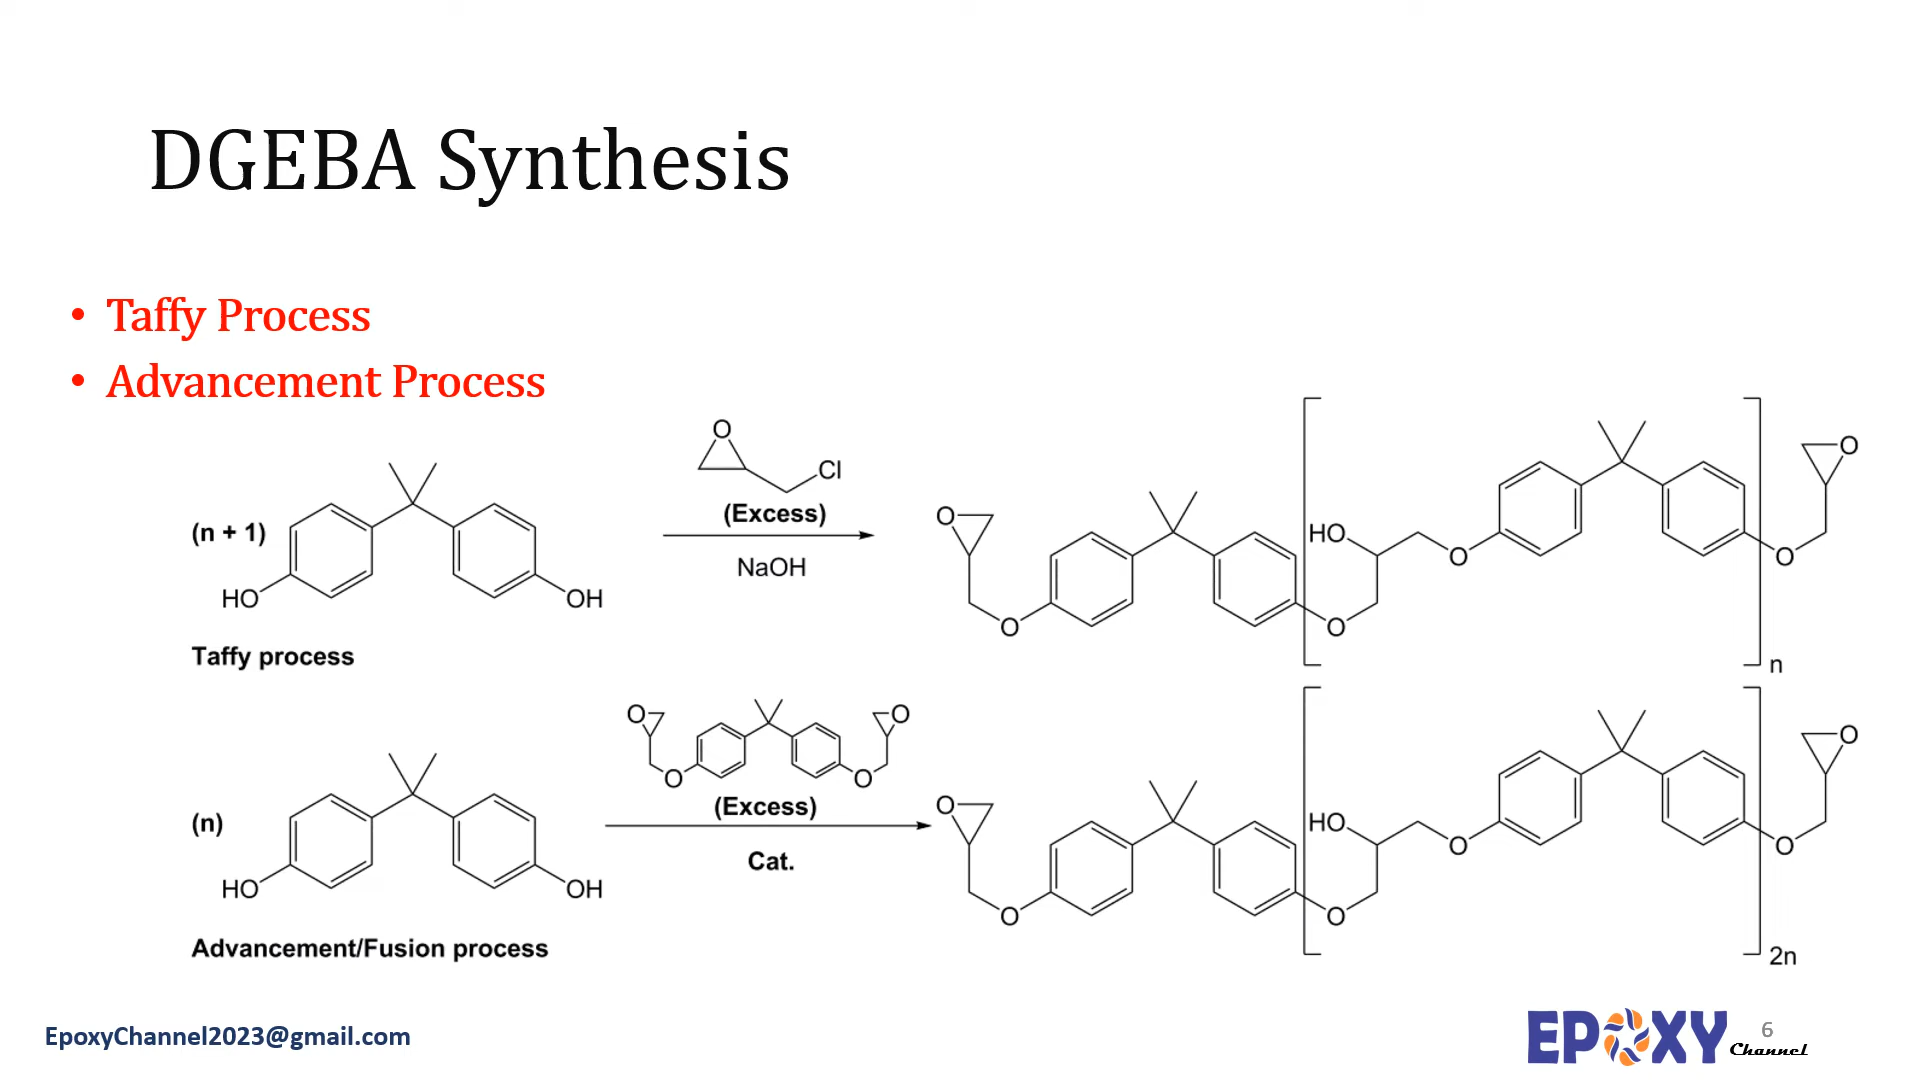 DGEBA Synthesis
• Taffy Process
• Advancement Process
O
Cl
(Excess)
NaOH
(n + 1)
HO
OH
Taffy process
O
O
HO
O
O
O
O
n
O
O
O
O
(Excess)
Cat.
(n)
HO
OH
Advancement/Fusion process
O
O
HO
O
O
O
O
2n
EpoxyChannel2023@gmail.com
EPOXY
Channel
6